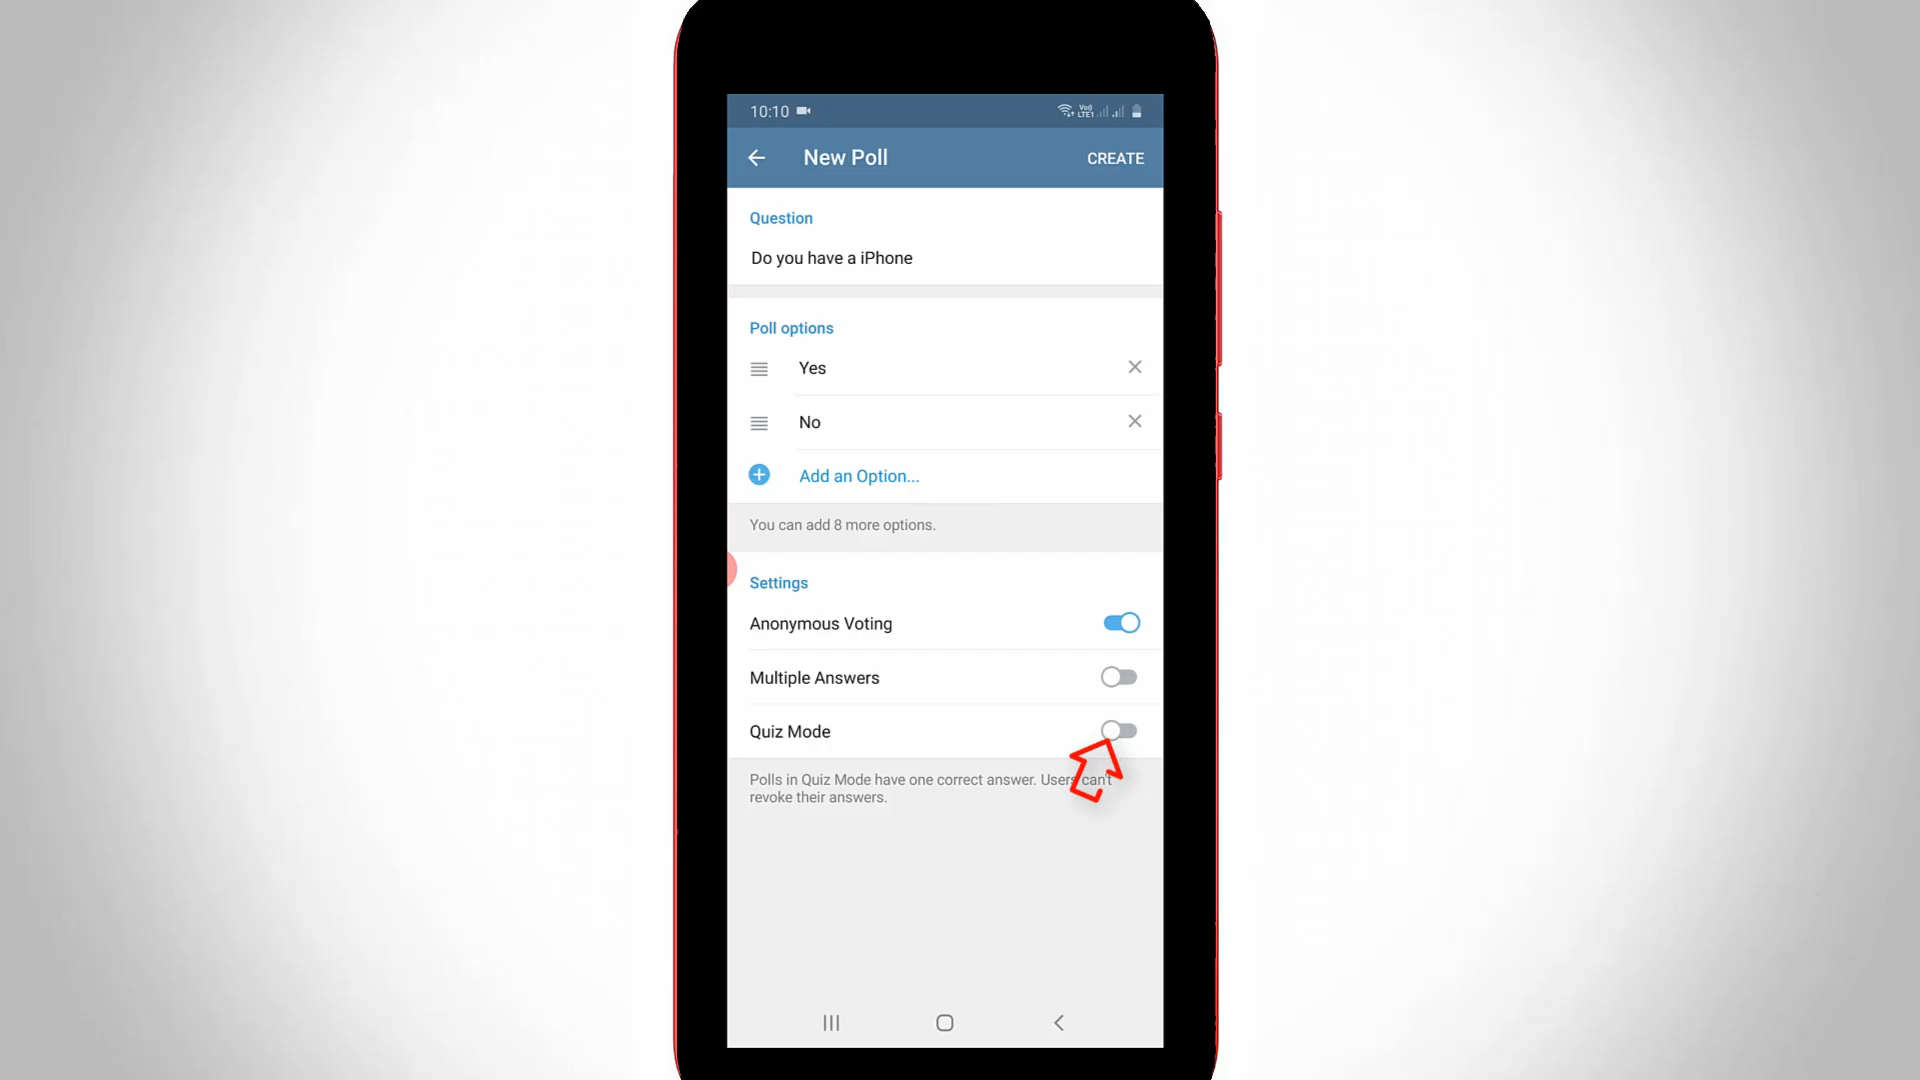 10:10
Vo) LTE1
New Poll
CREATE
Question
Do you have a iPhone
Poll options
Yes
No
Add an Option...
You can add 8 more options.
Settings
Anonymous Voting
Multiple Answers
Quiz Mode
Polls in Quiz Mode have one correct answer. Users can't
revoke their answers.